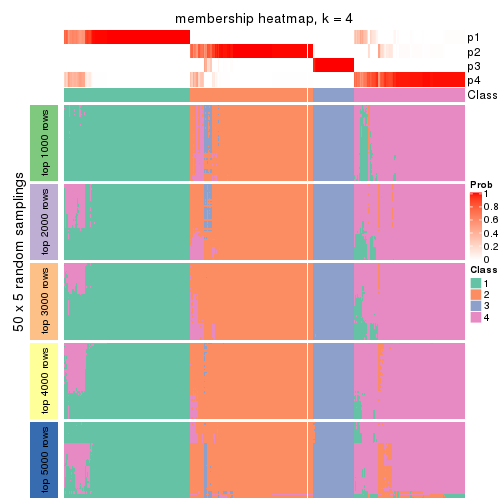 membership heatmap, k = 4
p1
p2
p3
p4
Class
50 x 5 random samplings
top 1000 rows
top 2000 rows
top 3000 rows
top 4000 rows
top 5000 rows
Prob
1
0.8
0.6
0.4
0.2
0
Class
1
2
3
4